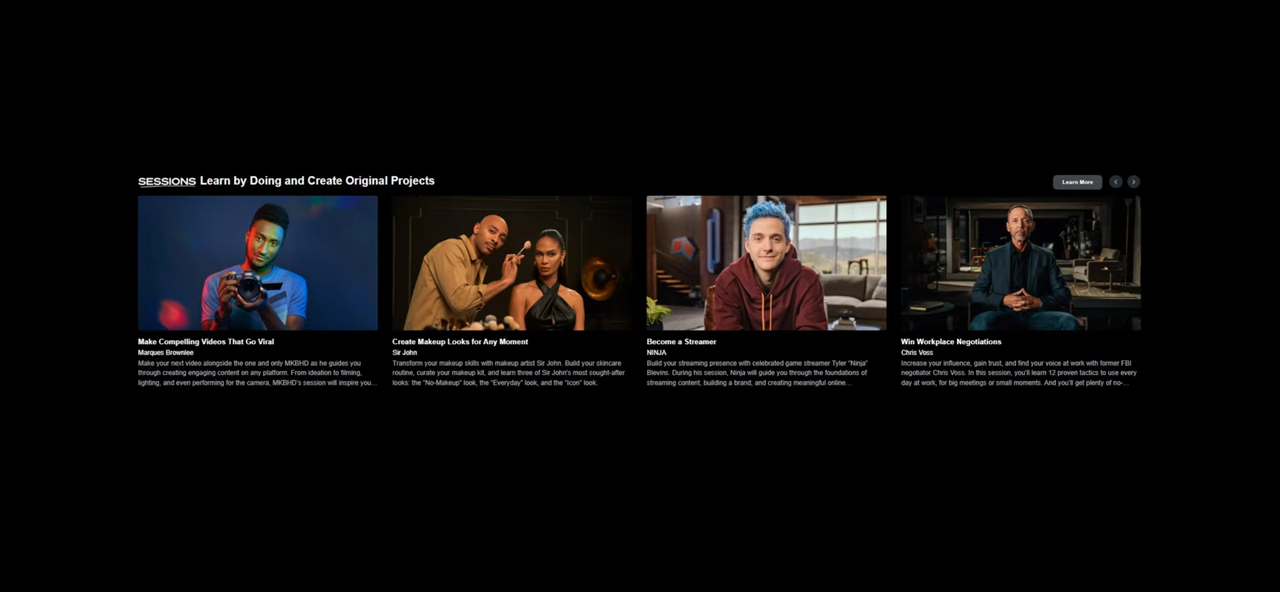 SESSIONS Learn by Doing and Create Original Projects
Learn More
Make Compelling Videos That Go Viral
Marques Brownlee
Make your next video alongside the one and only MKBHD as he guides you
through creating engaging content on any platform. From ideation to filming,
lighting, and even performing for the camera, MKBHD's session will inspire you…
Create Makeup Looks for Any Moment
Sir John
Transform your makeup skills with makeup artist Sir John. Build your skincare
routine, curate your makeup kit, and learn three of Sir John's most sought-after
looks: the "No-Makeup" look, the "Everyday" look, and the "Icon" look.
Become a Streamer
NINJA
Build your streaming presence with celebrated game streamer Tyler "Ninja"
Blevins. During his session, Ninja will guide you through the foundations of
streaming content, building a brand, and creating meaningful online…
Win Workplace Negotiations
Chris Voss
Increase your influence, gain trust, and find your voice at work with former FBI
negotiator Chris Voss. In this session, you'll learn 12 proven tactics to use every
day at work, for big meetings or small moments. And you'll get plenty of no-…